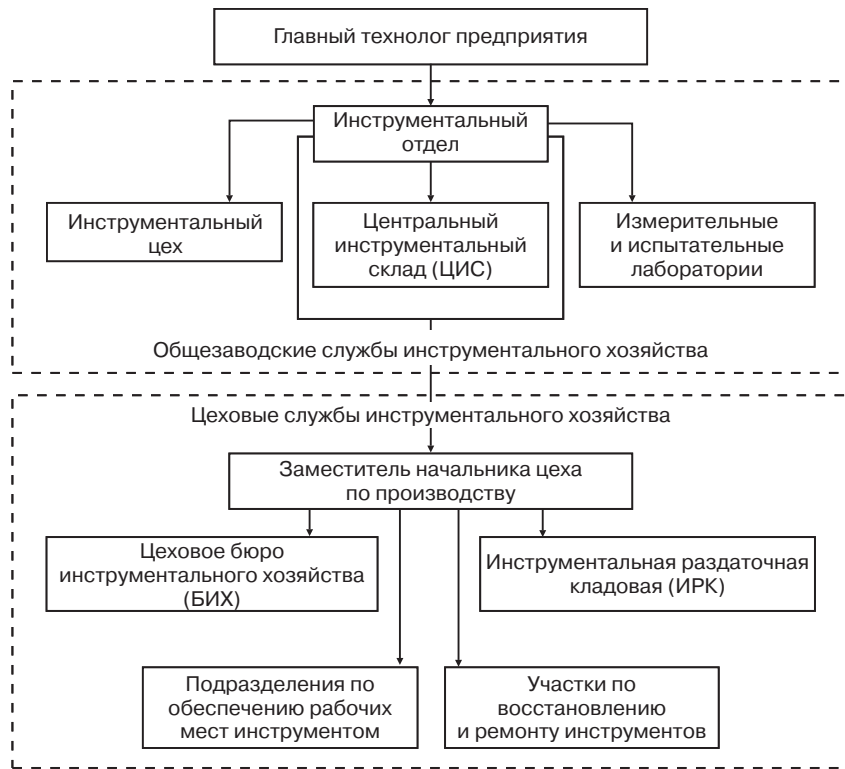 Главный технолог предприятия
Инструментальный
отдел
Инструментальный
цех
Центральный
инструментальный
склад (ЦИС)
Измерительные
и испытательные
лаборатории
Общезаводские службы инструментального хозяйства
Цеховые службы инструментального хозяйства
Заместитель начальника цеха
по производству
Цеховое бюро
инструментального хозяйства
(БИХ)
Инструментальная раздаточная
кладовая (ИРК)
Подразделения по
обеспечению рабочих
мест инструментом
Участки по
восстановлению
и ремонту инструментов